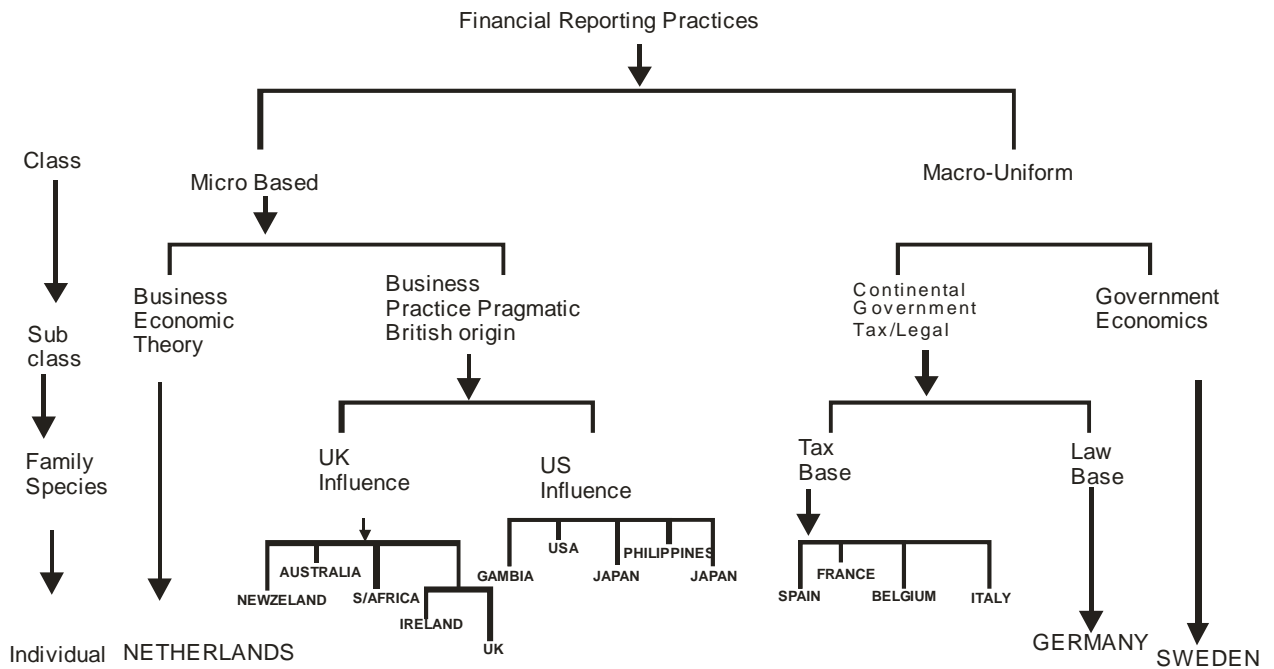 Financial Reporting Practices
Class
Micro Based
Macro-Uniform
Sub
class
Business
Economic
Theory
Business
Practice Pragmatic
British origin
Continental
Government
Tax/Legal
Government
Economics
Family
Species
UK
Influence
US
Influence
Tax
Base
Law
Base
NEWZELAND
AUSTRALIA
S/AFRICA
IRELAND
UK
GAMBIA
USA
JAPAN
PHILIPPINES
JAPAN
SPAIN
FRANCE
BELGIUM
ITALY
Individual
NETHERLANDS
GERMANY
SWEDEN